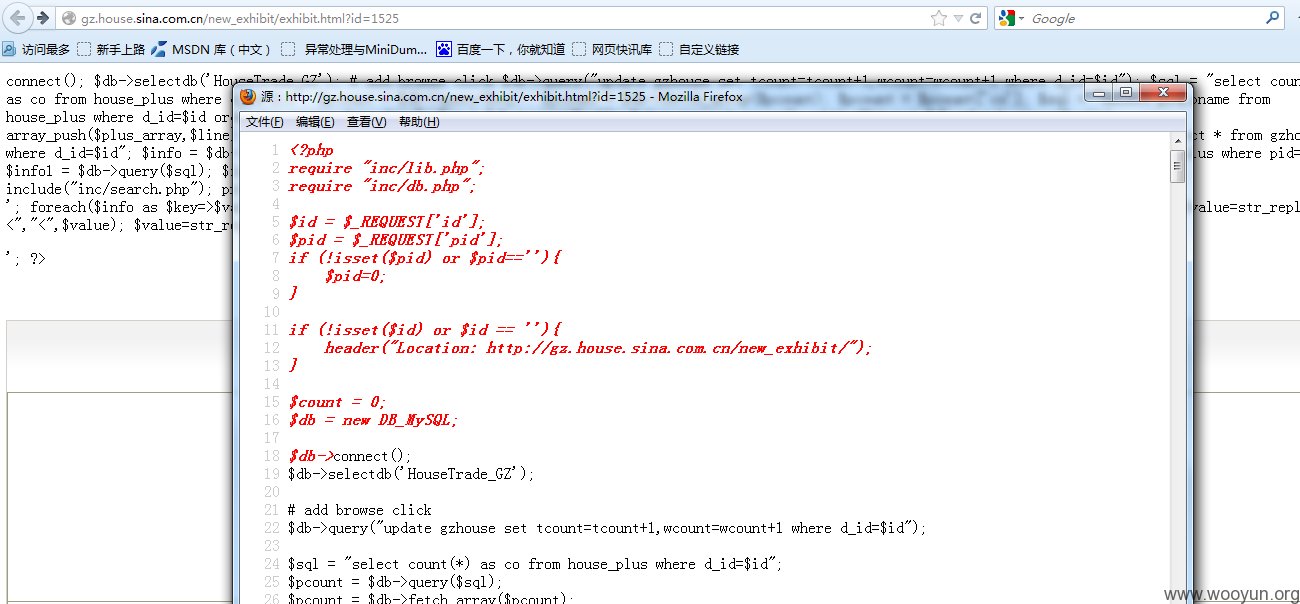 gz.house.sina.com.cn/new_exhibit/exhibit.html?id=1525
Google
访问最多 新手上路 MSDN 库（中文） 异常处理与MiniDum... 百度一下，你就知道 网页快讯库 自定义链接
connect(); $db->selectdb('HouseTrade_GZ'); # add browse click $db->query("update gzhouse set tcount=tcount+1,wcount=wcount+1 where d_id=$id"); $sql = "select coun
as co from house_plus where
name from
house_plus where d_id=$id or
array_push($plus_array,$line
ct * from gzho
where d_id=$id"; $info = $db
lus where pid=
$info1 = $db->query($sql);
include("inc/search.php");
'; foreach($info as $key=>$v
value=str_repl
<","<",$value); $value=str_re
'; ?>
源：http://gz.house.sina.com.cn/new_exhibit/exhibit.html?id=1525 - Mozilla Firefox
文件(F) 编辑(E) 查看(V) 帮助(H)
1 <?php
2 require "inc/lib.php";
3 require "inc/db.php";
4
5 $id = $_REQUEST['id'];
6 $pid = $_REQUEST['pid'];
7 if (!isset($pid) or $pid==''){
8 $pid=0;
9 }
10
11 if (!isset($id) or $id == ''){
12 header("Location: http://gz.house.sina.com.cn/new_exhibit/");
13 }
14
15 $count = 0;
16 $db = new DB_MySQL;
17
18 $db->connect();
19 $db->selectdb('HouseTrade_GZ');
20
21 # add browse click
22 $db->query("update gzhouse set tcount=tcount+1,wcount=wcount+1 where d_id=$id");
23
24 $sql = "select count(*) as co from house_plus where d_id=$id";
25 $pcount = $db->query($sql);
26 $pcount = $db->fetch_array($pcount);
www.wooyun.org